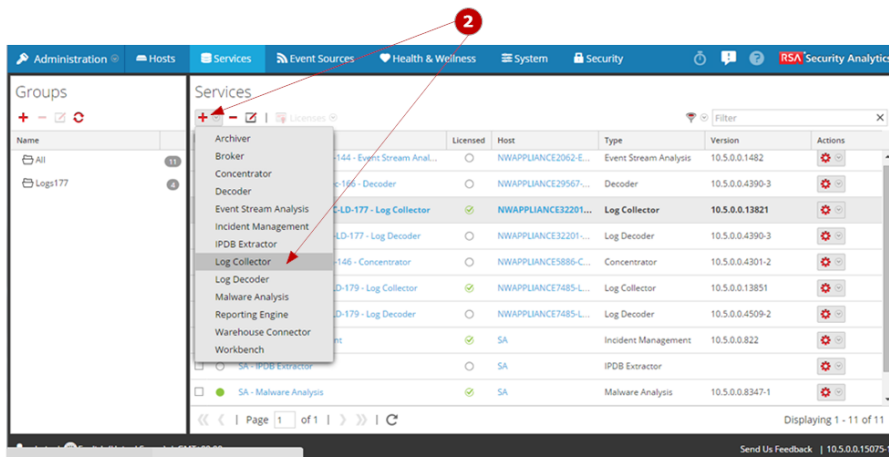 2
Administration Hosts Services Event Sources Health & Wellness System Security RSA Security Analytics
Groups
Services
Licenses
Filter
Name
Licensed Host Type Version Actions
All 11
Logs177 4
Archiver
Broker
Concentrator
Decoder
Event Stream Analysis
Incident Management
IPDB Extractor
Log Collector
Log Decoder
Malware Analysis
Reporting Engine
Warehouse Connector
Workbench
-144 - Event Stream Anal... NWAPPLIANCE2062-E... Event Stream Analysis 10.5.0.0.1482
-166 - Decoder NWAPPLIANCE29567-... Decoder 10.5.0.0.4390-3
-LD-177 - Log Collector NWAPPLIANCE32201... Log Collector 10.5.0.0.13821
-LD-177 - Log Decoder NWAPPLIANCE32201-... Log Decoder 10.5.0.0.4390-3
-146 - Concentrator NWAPPLIANCE5886-C... Concentrator 10.5.0.0.4301-2
D-179 - Log Collector NWAPPLIANCE7485-L... Log Collector 10.5.0.0.13851
D-179 - Log Decoder NWAPPLIANCE7485-L... Log Decoder 10.5.0.0.4509-2
nt SA Incident Management 10.5.0.0.822
SA - IPDB Extractor SA IPDB Extractor
SA - Malware Analysis SA Malware Analysis 10.5.0.0.8347-1
Page 1 of 1
Displaying 1 - 11 of 11
Send Us Feedback | 10.5.0.0.15075-1